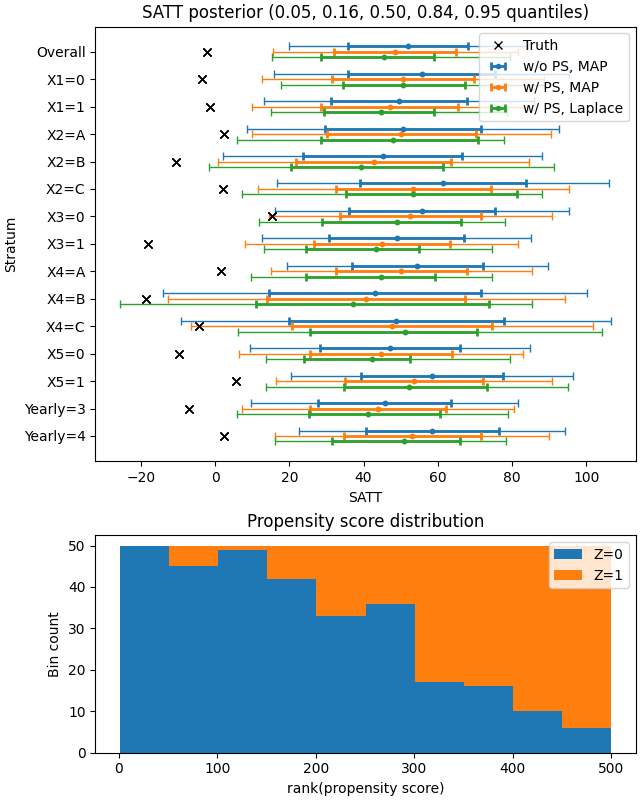 SATT posterior (0.05, 0.16, 0.50, 0.84, 0.95 quantiles)
Truth
w/o PS, MAP
w/ PS, MAP
w/ PS, Laplace
Stratum
Overall
X1=0
X1=1
X2=A
X2=B
X2=C
X3=0
X3=1
X4=A
X4=B
X4=C
X5=0
X5=1
Yearly=3
Yearly=4
−20 0 20 40 60 80 100
SATT
Propensity score distribution
Z=0
Z=1
Bin count
50
40
30
20
10
0
0 100 200 300 400 500
rank(propensity score)